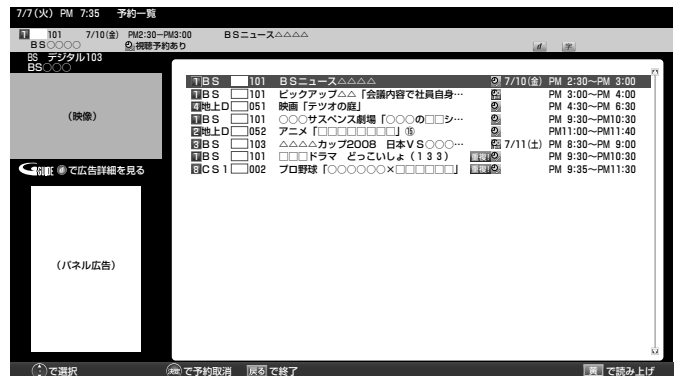 7/7(火) PM 7:35 予約一覧
1 101 7/10(金) PM2:30~PM3:00 BSニュース△△△△
BS○○○○ 視聴予約あり d 字
BS デジタル103
BS○○○
(映像)
GGUIDE dで広告詳細を見る
(パネル広告)
1BS 101 BSニュース△△△△ 7/10(金) PM 2:30~PM 3:00
1BS 101 ピックアップ△△「会議内容で社員自身… PM 3:00~PM 4:00
4地上D 051 映画「テツオの庭」 PM 4:30~PM 6:30
1BS 101 ○○○サスペンス劇場「○○○の□□シ… PM 9:30~PM10:30
2地上D 052 アニメ「□□□□□□□□」⑮ PM11:00~PM11:40
3BS 103 △△△△カップ2008 日本VS○○○… 7/11(土) PM 8:30~PM 9:00
1BS 101 □□□ドラマ どっこいしょ(133) 重複! PM 9:30~PM10:30
8CS1 002 プロ野球「○○○○○○×□□□□□□」 重複! PM 9:35~PM11:30
で選択 決定で予約取消 戻るで終了 黄で読み上げ